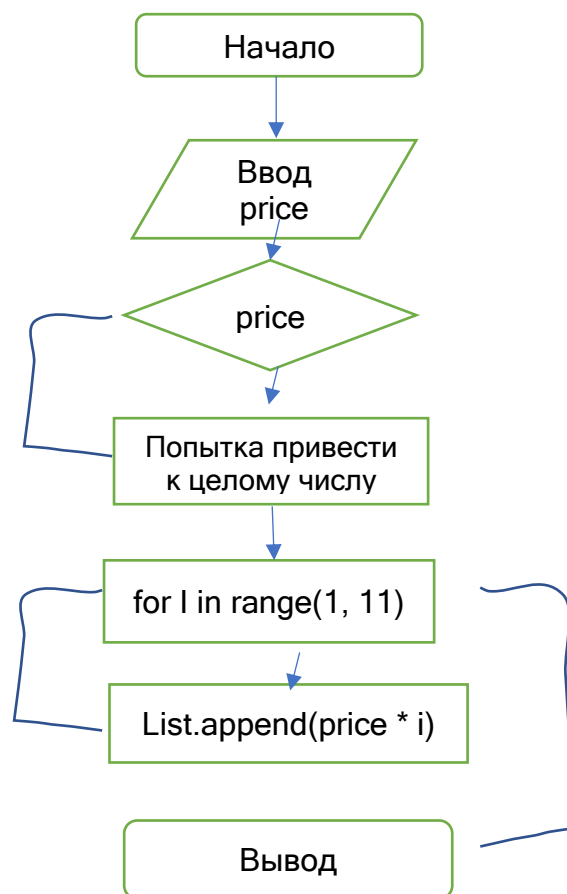 Начало
Ввод
price
price
Попытка привести
к целому числу
for I in range(1, 11)
List.append(price * i)
Вывод